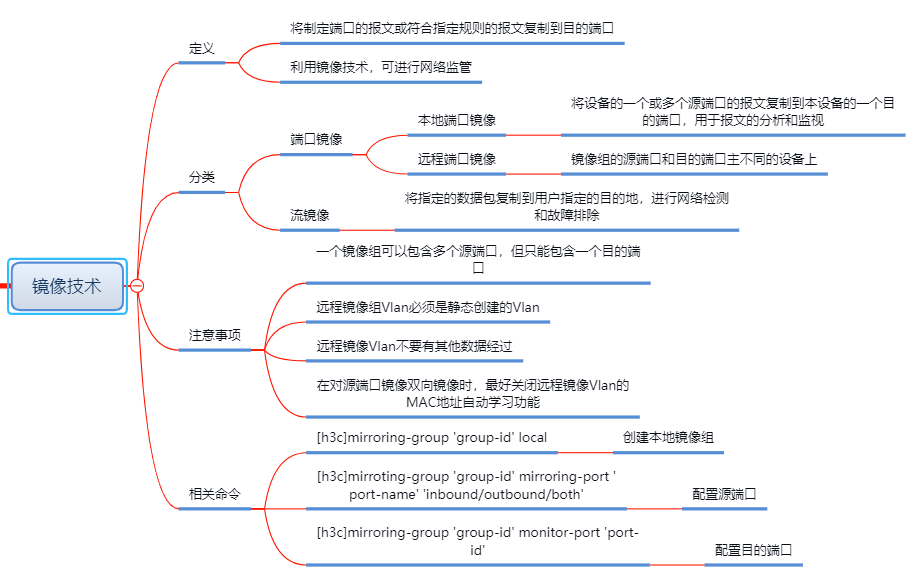 镜像技术
定义
将制定端口的报文或符合指定规则的报文复制到目的端口
利用镜像技术，可进行网络监管
分类
端口镜像
本地端口镜像
将设备的一个或多个源端口的报文复制到本设备的一个目
的端口，用于报文的分析和监视
远程端口镜像
镜像组的源端口和目的端口主不同的设备上
流镜像
将指定的数据包复制到用户指定的目的地，进行网络检测
和故障排除
注意事项
一个镜像组可以包含多个源端口，但只能包含一个目的端
口
远程镜像组Vlan必须是静态创建的Vlan
远程镜像Vlan不要有其他数据经过
在对源端口镜像双向镜像时，最好关闭远程镜像Vlan的
MAC地址自动学习功能
相关命令
[h3c]mirroring-group 'group-id' local
创建本地镜像组
[h3c]mirroting-group 'group-id' mirroring-port '
port-name' 'inbound/outbound/both'
配置源端口
[h3c]mirroring-group 'group-id' monitor-port 'port-
id'
配置目的端口